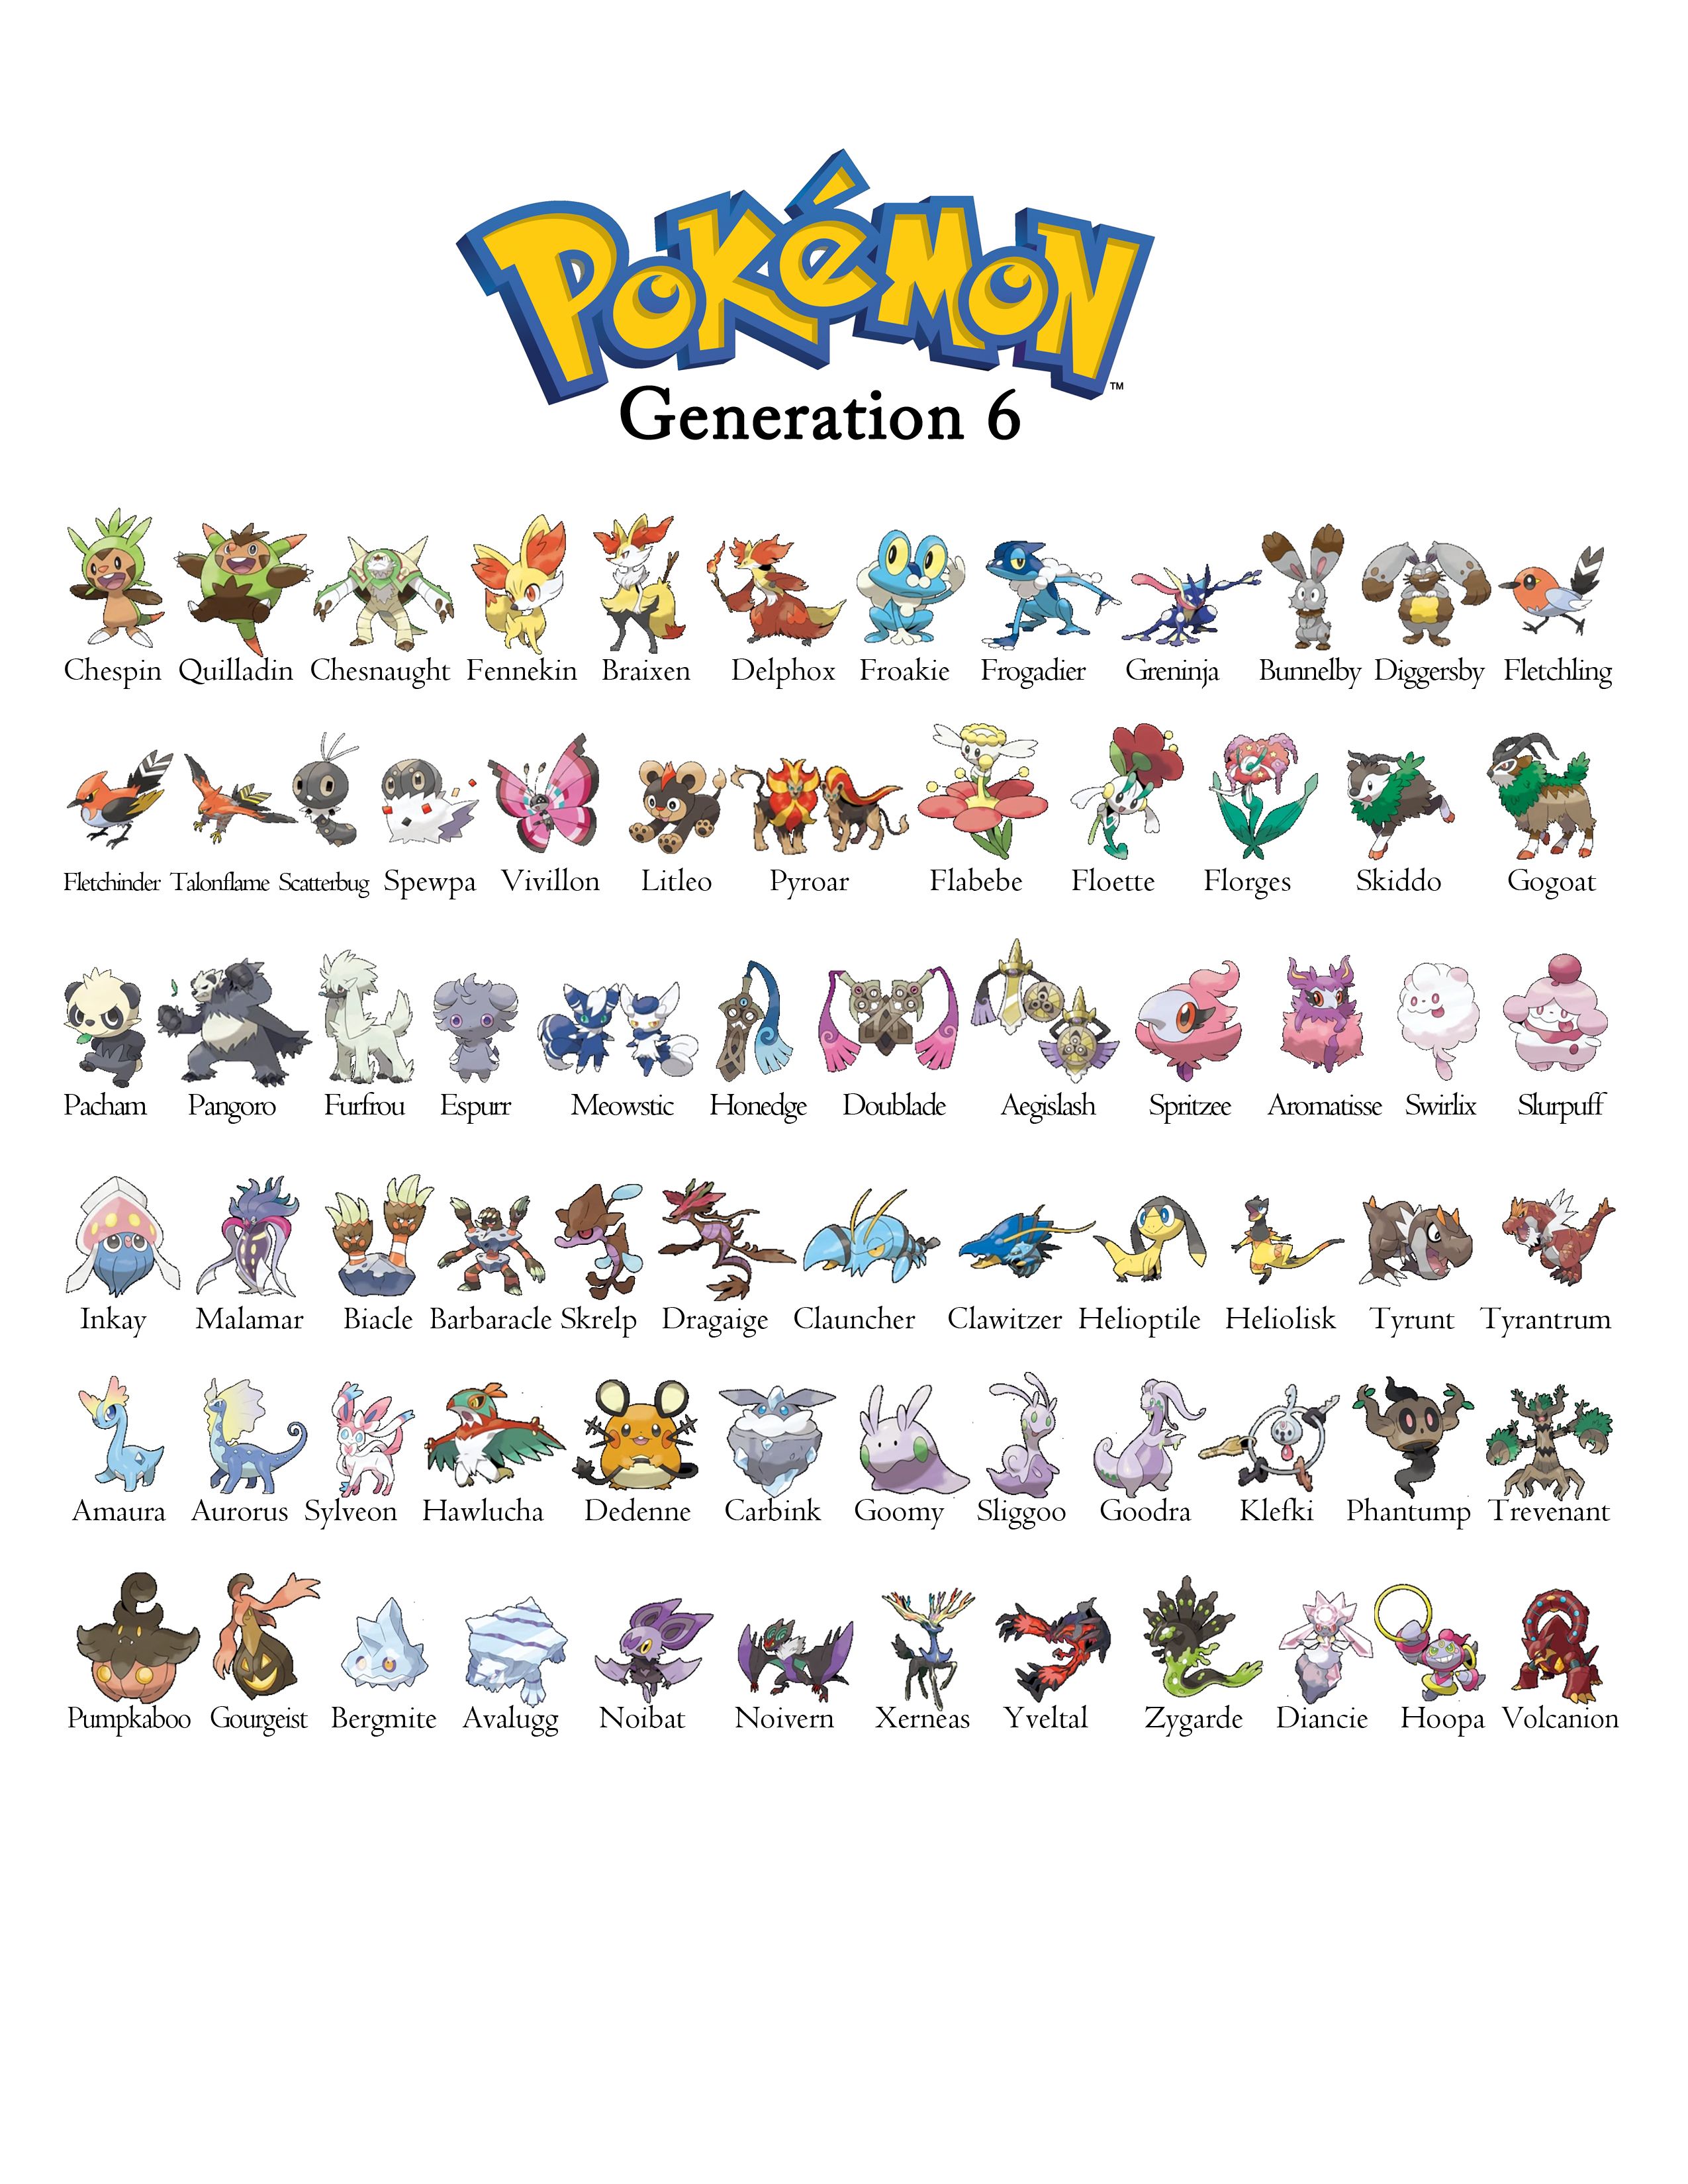 POKéMON
TM
Generation 6
Chespin Quilladin Chesnaught Fennekin Braixen Delphox Froakie Frogadier Greninja Bunnelby Diggersby Fletchling
Fletchinder Talonflame Scatterbug Spewpa Vivillon Litleo Pyroar Flabebe Floette Florges Skiddo Gogoat
Pacham Pangoro Furfrou Espurr Meowstic Honedge Doublade Aegislash Spritzee Aromatisse Swirlix Slurpuff
Inkay Malamar Biacle Barbaracle Skrelp Dragaige Clauncher Clawitzer Helioptile Heliolisk Tyrunt Tyrantrum
Amaura Aurorus Sylveon Hawlucha Dedenne Carbink Goomy Sliggoo Goodra Klefki Phantump Trevenant
Pumpkaboo Gourgeist Bergmite Avalugg Noibat Noivern Xerneas Yveltal Zygarde Diancie Hoopa Volcanion